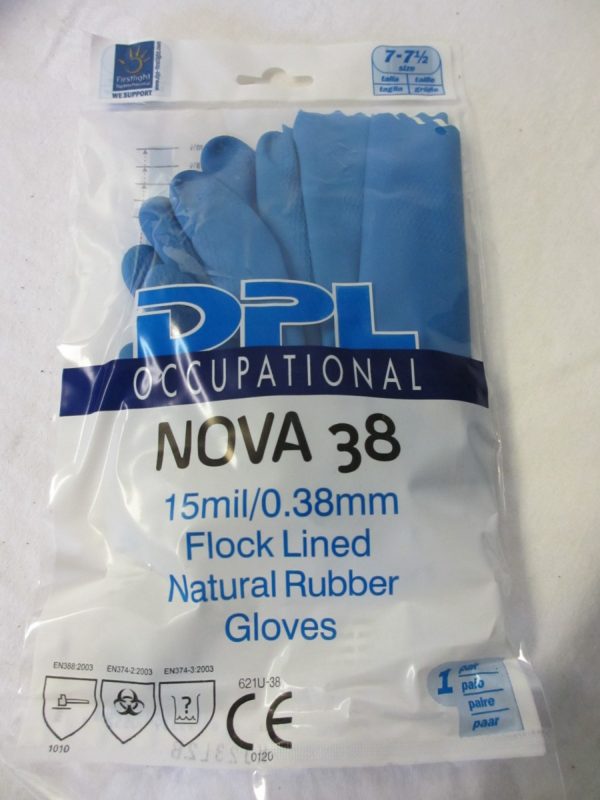 Firstlight
WE SUPPORT
7-7½
size
talla taille
taglia größe
DPL
OCCUPATIONAL
NOVA 38
15mil/0.38mm
Flock Lined
Natural Rubber
Gloves
EN388:2003 EN374-2:2003 EN374-3:2003
?
1010
621U-38
CE
0120
1
pair
paio
paire
paar